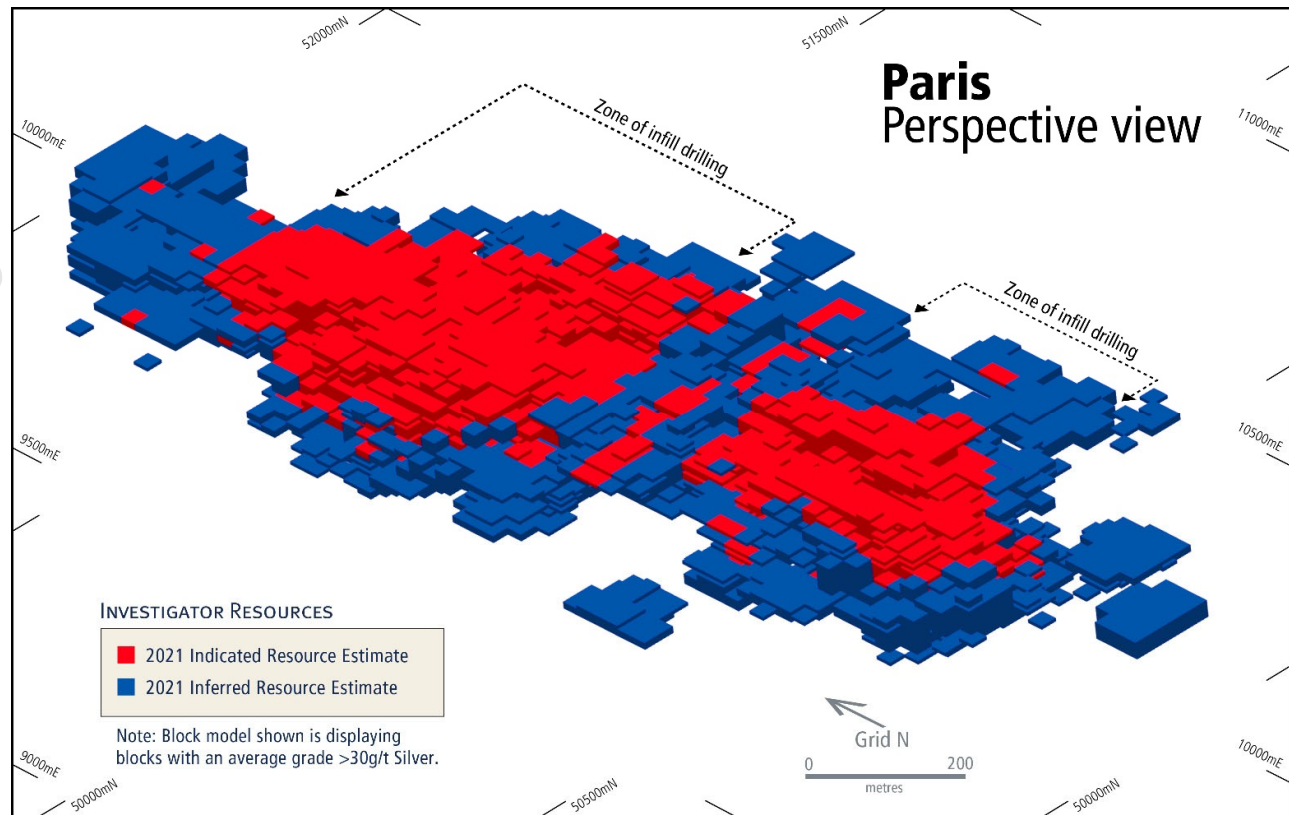 52000mN
51500mN
Paris
Perspective view
10000mE
11000mE
Zone of infill drilling
Zone of infill drilling
9500mE
10500mE
INVESTIGATOR RESOURCES
2021 Indicated Resource Estimate
2021 Inferred Resource Estimate
Note: Block model shown is displaying
blocks with an average grade >30g/t Silver.
Grid N
0 200
metres
9000mE
10000mE
50000mN
50500mN
50000mN